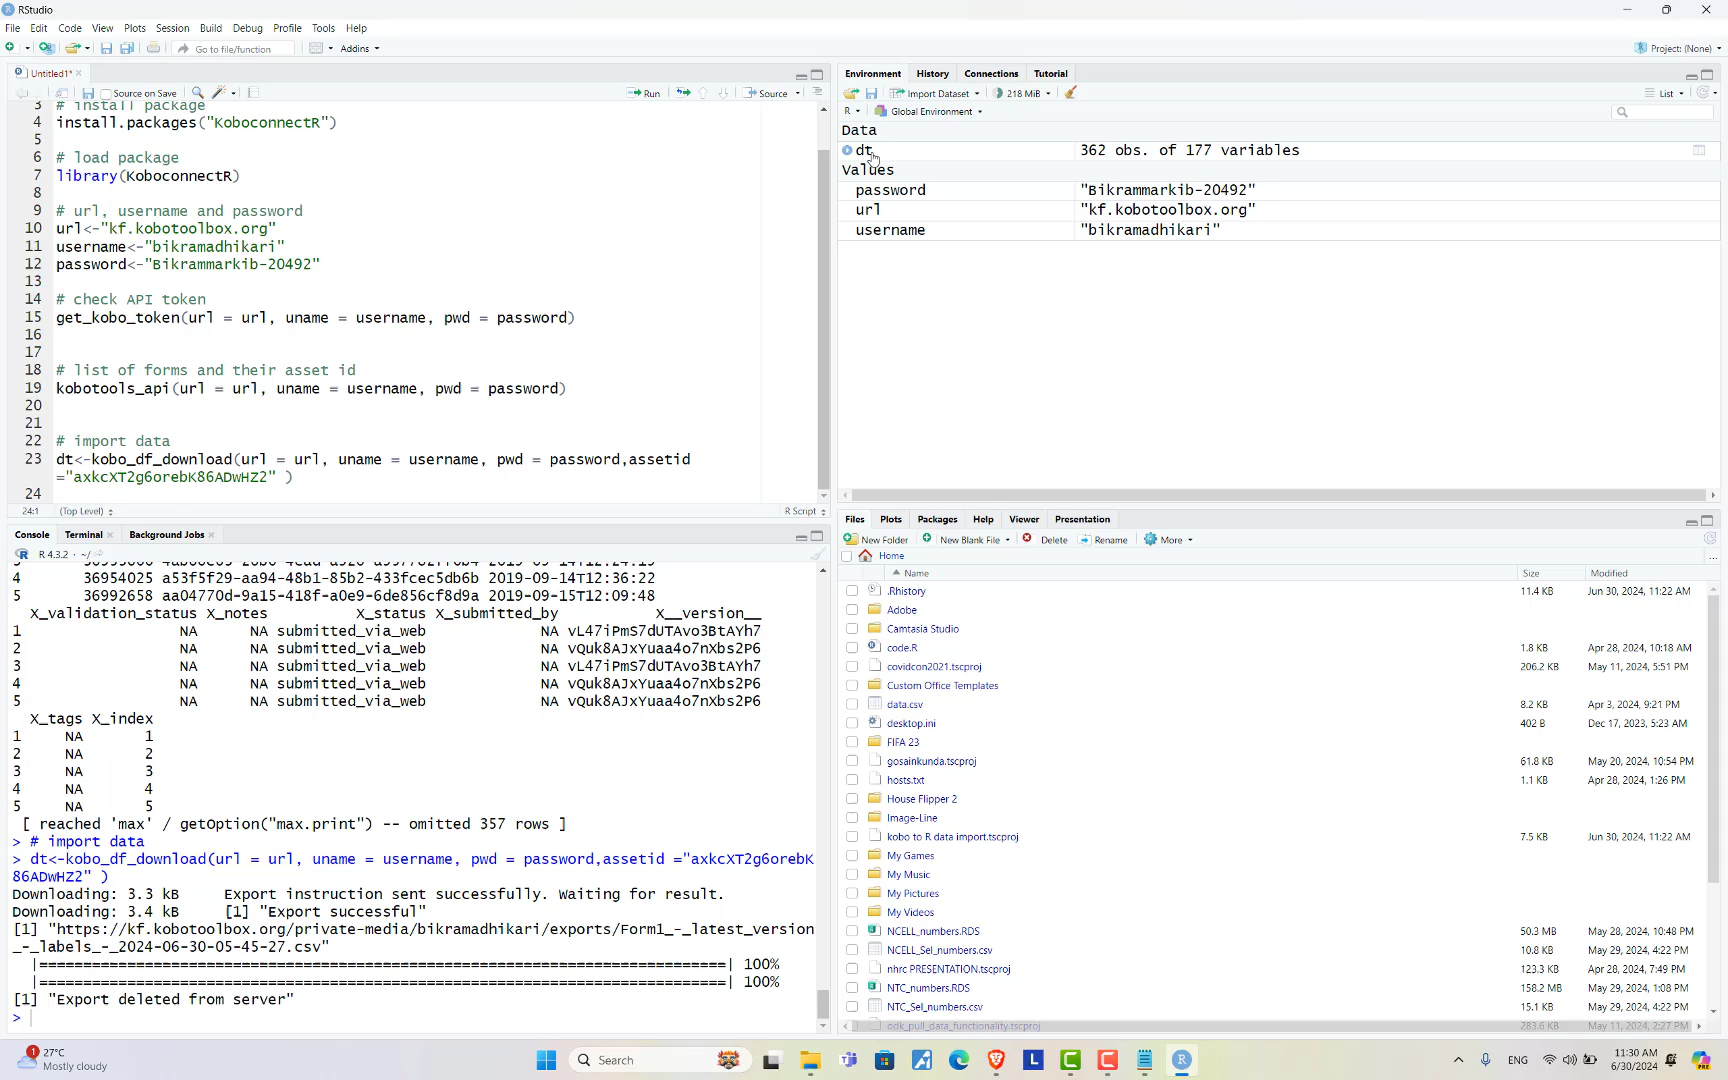 RStudio
File Edit Code View Plots Session Build Debug Profile Tools Help
Go to file/function Addins Project: (None)
Untitled1*
Source on Save Run Source
3 # install package
4 install.packages("KoboconnectR")
5
6 # load package
7 library(KoboconnectR)
8
9 # url, username and password
10 url<-"kf.kobotoolbox.org"
11 username<-"bikramadhikari"
12 password<-"Bikrammarkib-20492"
13
14 # check API token
15 get_kobo_token(url = url, uname = username, pwd = password)
16
17
18 # list of forms and their asset id
19 kobotools_api(url = url, uname = username, pwd = password)
20
21
22 # import data
23 dt<-kobo_df_download(url = url, uname = username, pwd = password,assetid
="axkcXT2g6orebK86ADwHZ2" )
24
24:1 (Top Level) R Script
Console Terminal Background Jobs
R 4.3.2 · ~/
4 36954025 a53f5f29-aa94-48b1-85b2-433fcec5db6b 2019-09-14T12:36:22
5 36992658 aa04770d-9a15-418f-a0e9-6de856cf8d9a 2019-09-15T12:09:48
X_validation_status X_notes X_status X_submitted_by X__version__
1 NA NA submitted_via_web NA vL47iPmS7dUTAvo3BtAYh7
2 NA NA submitted_via_web NA vQuk8AJxYuaa4o7nXbs2P6
3 NA NA submitted_via_web NA vL47iPmS7dUTAvo3BtAYh7
4 NA NA submitted_via_web NA vQuk8AJxYuaa4o7nXbs2P6
5 NA NA submitted_via_web NA vQuk8AJxYuaa4o7nXbs2P6
X_tags X_index
1 NA 1
2 NA 2
3 NA 3
4 NA 4
5 NA 5
[ reached 'max' / getOption("max.print") -- omitted 357 rows ]
> # import data
> dt<-kobo_df_download(url = url, uname = username, pwd = password,assetid ="axkcXT2g6orebK
86ADwHZ2" )
Downloading: 3.3 kB Export instruction sent successfully. Waiting for result.
Downloading: 3.4 kB [1] "Export successful"
[1] "https://kf.kobotoolbox.org/private-media/bikramadhikari/exports/Form1_-_latest_version
_-_labels_-_2024-06-30-05-45-27.csv"
|======================================================================| 100%
|======================================================================| 100%
[1] "Export deleted from server"
>
Environment History Connections Tutorial
Import Dataset 218 MiB List
R Global Environment
Data
dt 362 obs. of 177 variables
Values
password "Bikrammarkib-20492"
url "kf.kobotoolbox.org"
username "bikramadhikari"
Files Plots Packages Help Viewer Presentation
New Folder New Blank File Delete Rename More
Home
Name Size Modified
.Rhistory 11.4 KB Jun 30, 2024, 11:22 AM
Adobe
Camtasia Studio
code.R 1.8 KB Apr 28, 2024, 10:18 AM
covidcon2021.tscproj 206.2 KB May 11, 2024, 5:51 PM
Custom Office Templates
data.csv 8.2 KB Apr 3, 2024, 9:21 PM
desktop.ini 402 B Dec 17, 2023, 5:23 AM
FIFA 23
gosainkunda.tscproj 61.8 KB May 20, 2024, 10:54 PM
hosts.txt 1.1 KB Apr 28, 2024, 1:26 PM
House Flipper 2
Image-Line
kobo to R data import.tscproj 7.5 KB Jun 30, 2024, 11:22 AM
My Games
My Music
My Pictures
My Videos
NCELL_numbers.RDS 50.3 MB May 28, 2024, 10:48 PM
NCELL_Sel_numbers.csv 10.8 KB May 29, 2024, 4:22 PM
nhrc PRESENTATION.tscproj 123.3 KB Apr 28, 2024, 7:49 PM
NTC_numbers.RDS 158.2 MB May 29, 2024, 1:08 PM
NTC_Sel_numbers.csv 15.1 KB May 29, 2024, 4:22 PM
odk_pull_data_functionality.tscproj 283.6 KB May 11, 2024, 2:27 PM
1 27°C
Mostly cloudy
Search
ENG
11:30 AM
6/30/2024